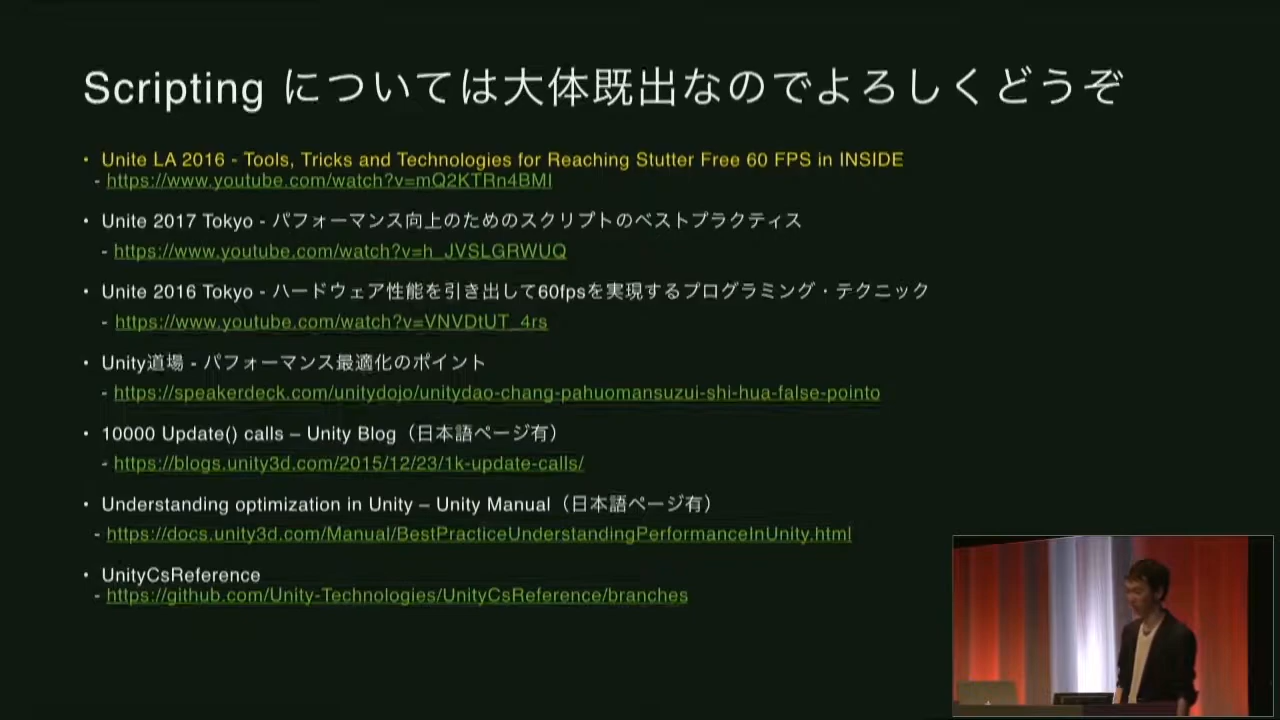 Scripting については大体既出なのでよろしくどうぞ
• Unite LA 2016 - Tools, Tricks and Technologies for Reaching Stutter Free 60 FPS in INSIDE
- https://www.youtube.com/watch?v=mQ2KTRn4BMI
• Unite 2017 Tokyo - パフォーマンス向上のためのスクリプトのベストプラクティス
- https://www.youtube.com/watch?v=h_JVSLGRWUQ
• Unite 2016 Tokyo - ハードウェア性能を引き出して60fpsを実現するプログラミング・テクニック
- https://www.youtube.com/watch?v=VNVDtUT_4rs
• Unity道場 - パフォーマンス最適化のポイント
- https://speakerdeck.com/unitydojo/unitydao-chang-pahuomansuzui-shi-hua-false-pointo
• 10000 Update() calls – Unity Blog（日本語ページ有）
- https://blogs.unity3d.com/2015/12/23/1k-update-calls/
• Understanding optimization in Unity – Unity Manual（日本語ページ有）
- https://docs.unity3d.com/Manual/BestPracticeUnderstandingPerformanceInUnity.html
• UnityCsReference
- https://github.com/Unity-Technologies/UnityCsReference/branches